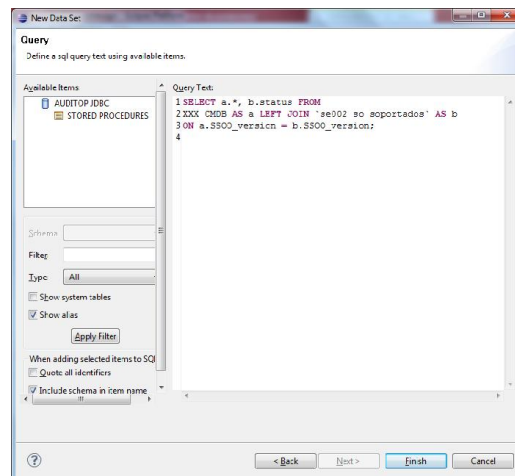 New Data Set
Query
Define a sql query text using available items.
Available Items:
AUDITOP JDBC
STORED PROCEDURES
Schema
Filter
Type: All
Show system tables
Show alias
Apply Filter
When adding selected items to SQL
Quote all identifiers
Include schema in item name
Query Text:
1 SELECT a.*, b.status FROM
2 XXX CMDB AS a LEFT JOIN `se002 so soportados` AS b
3 ON a.SSOO_version = b.SSOO_version;
4
< Back
Next >
Finish
Cancel